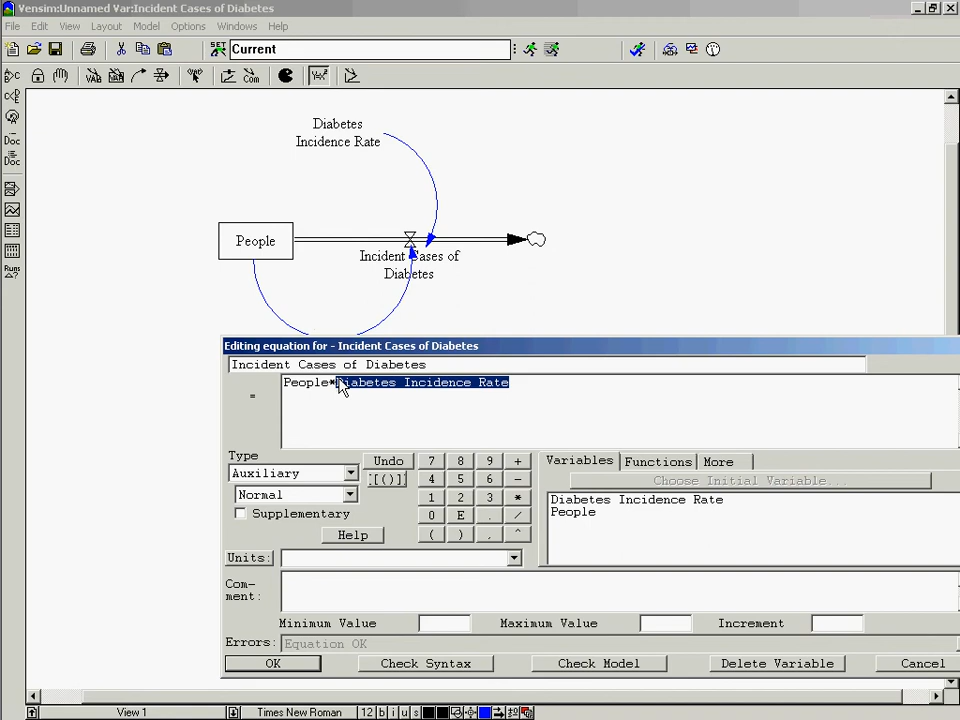 Vensim:Unnamed Var:Incident Cases of Diabetes
File Edit View Layout Model Options Windows Help
SET Current
Diabetes
Incidence Rate
People
Incident Cases of
Diabetes
Doc
Doc
Runs
Editing equation for - Incident Cases of Diabetes
Incident Cases of Diabetes
= People*Diabetes Incidence Rate
Type
Auxiliary
Normal
Supplementary
Help
Undo 7 8 9 +
[()] 4 5 6 -
1 2 3 *
0 E . /
( ) , ^
Variables Functions More
Choose Initial Variable...
Diabetes Incidence Rate
People
Units:
Com-
ment:
Minimum Value Maximum Value Increment
Errors: Equation OK
OK Check Syntax Check Model Delete Variable Cancel
View 1 Times New Roman 12 b i u s